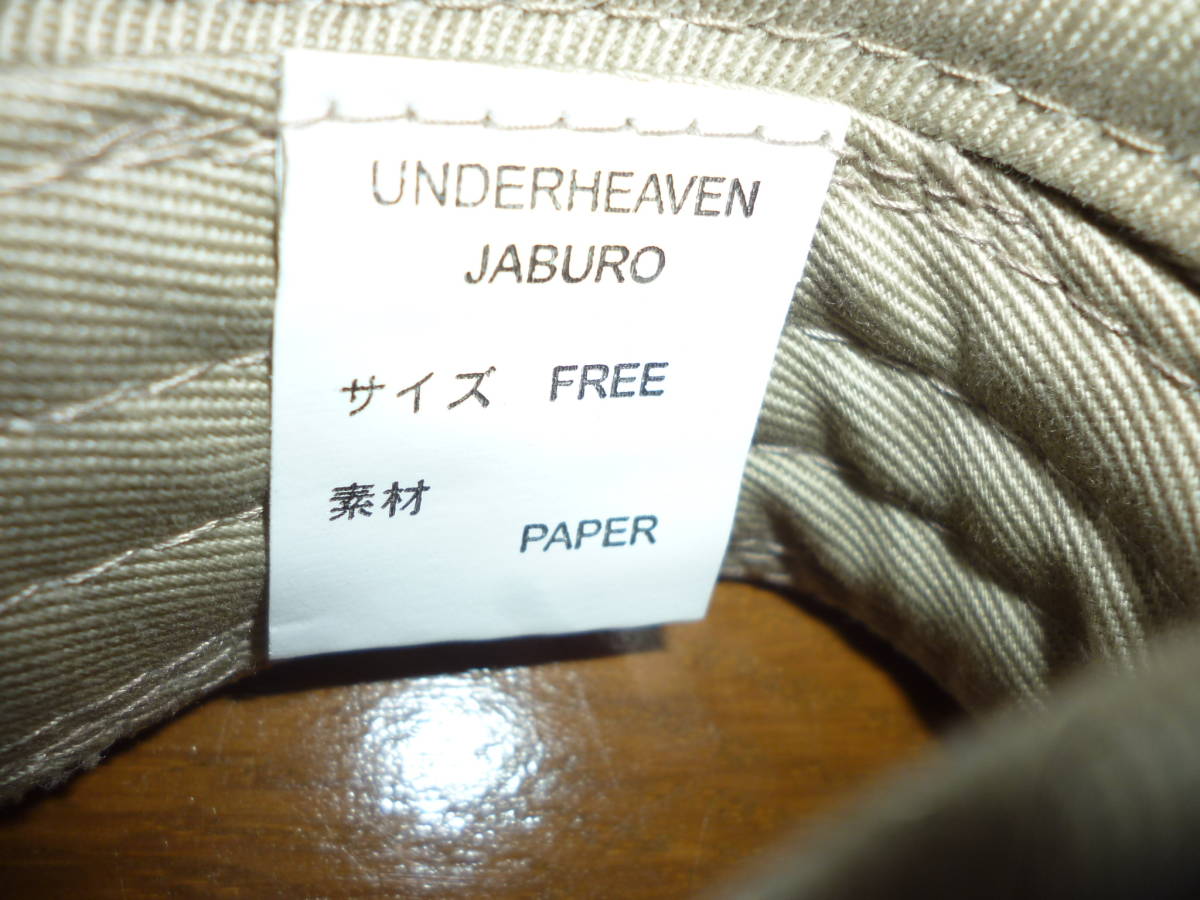 UNDERHEAVEN
JABURO
サイズ FREE
素材
PAPER